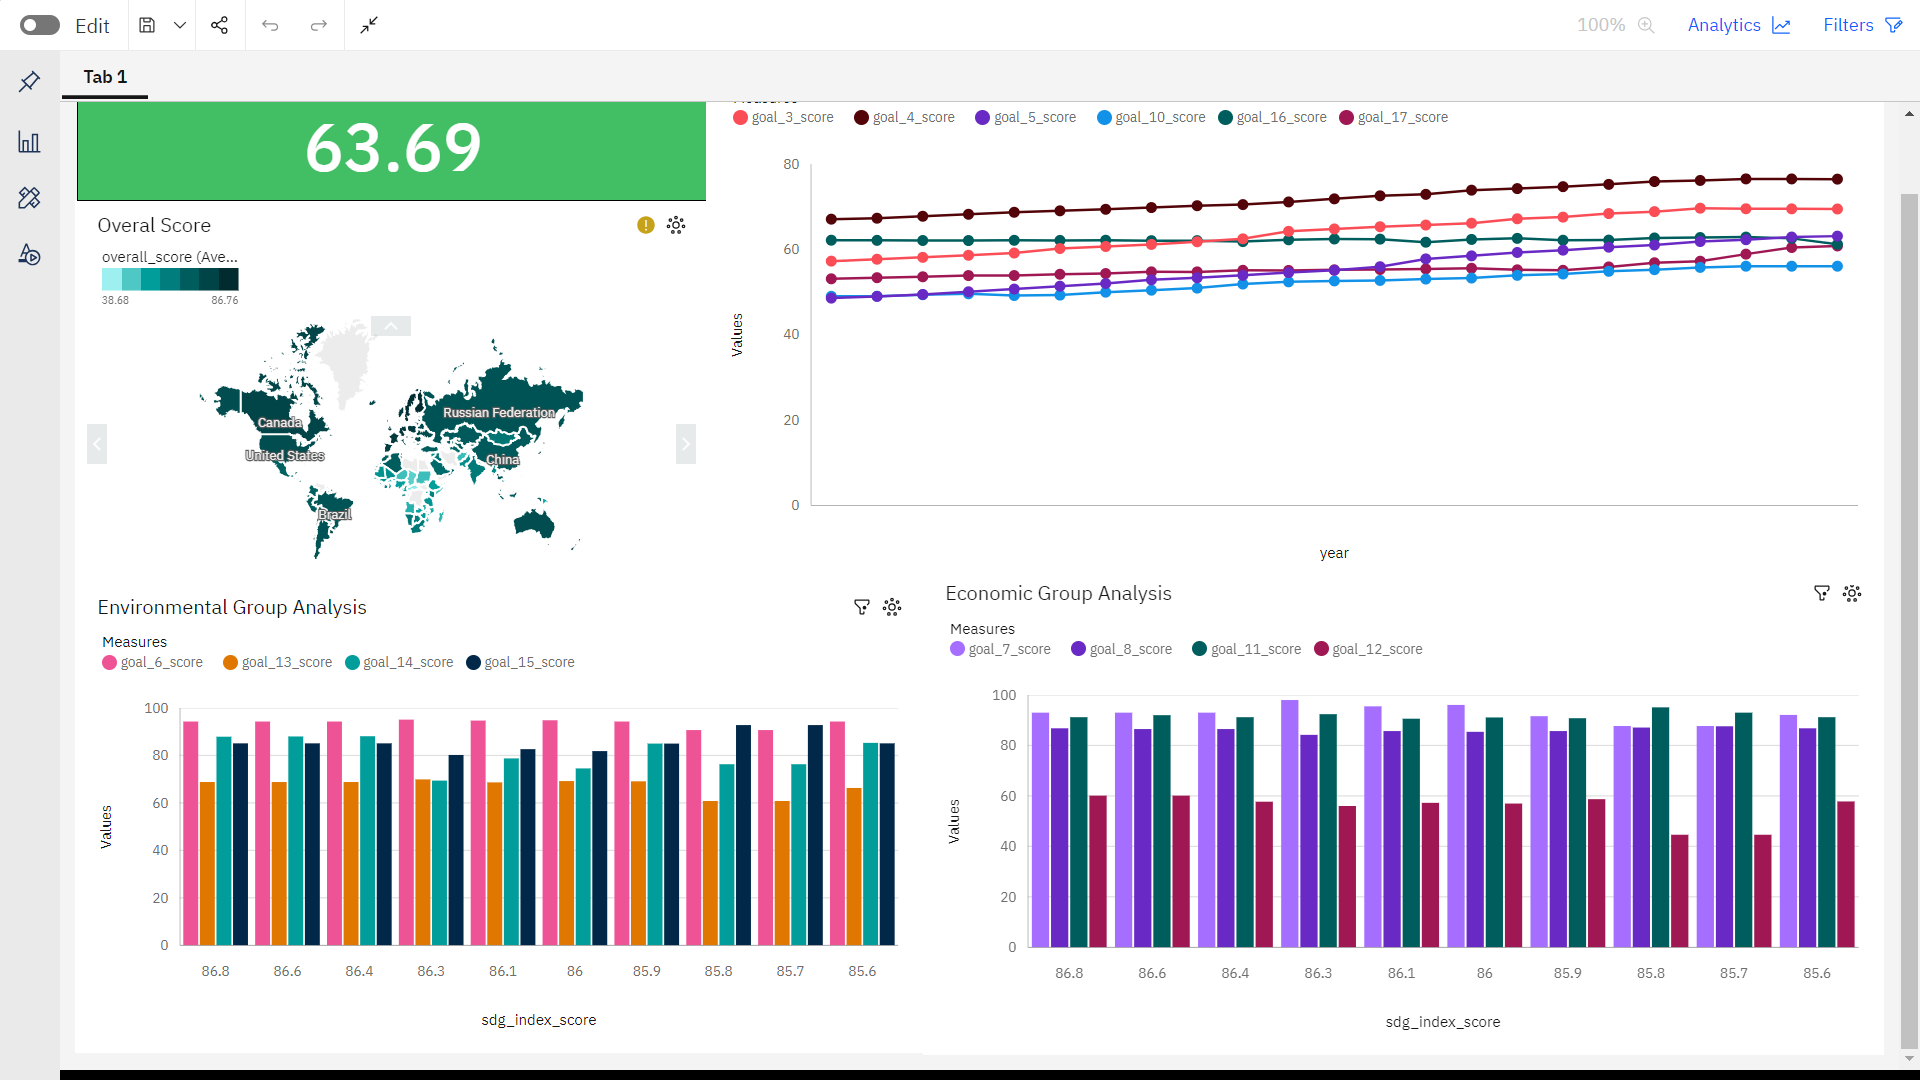 Edit
100%
Analytics
Filters
Tab 1
63.69
goal_3_score goal_4_score goal_5_score goal_10_score goal_16_score goal_17_score
80
60
40
20
0
Values
year
Overal Score
overall_score (Ave...
38.68 86.76
Canada
United States
Brazil
Russian Federation
China
Environmental Group Analysis
Measures
goal_6_score goal_13_score goal_14_score goal_15_score
100
80
60
40
20
0
Values
86.8 86.6 86.4 86.3 86.1 86 85.9 85.8 85.7 85.6
sdg_index_score
Economic Group Analysis
Measures
goal_7_score goal_8_score goal_11_score goal_12_score
100
80
60
40
20
0
Values
86.8 86.6 86.4 86.3 86.1 86 85.9 85.8 85.7 85.6
sdg_index_score